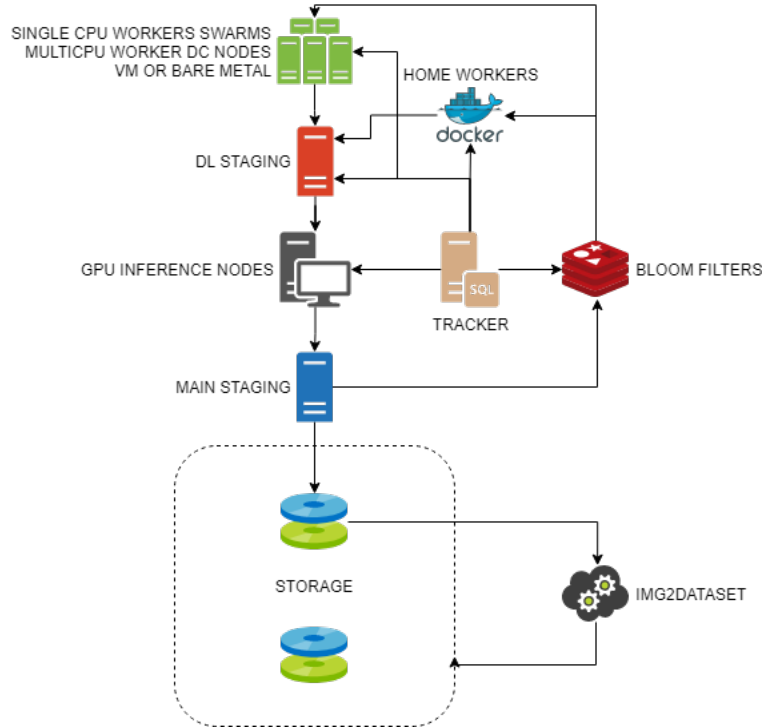 SINGLE CPU WORKERS SWARMS
MULTICPU WORKER DC NODES
VM OR BARE METAL
HOME WORKERS
docker
DL STAGING
GPU INFERENCE NODES
SQL
BLOOM FILTERS
TRACKER
MAIN STAGING
STORAGE
IMG2DATASET